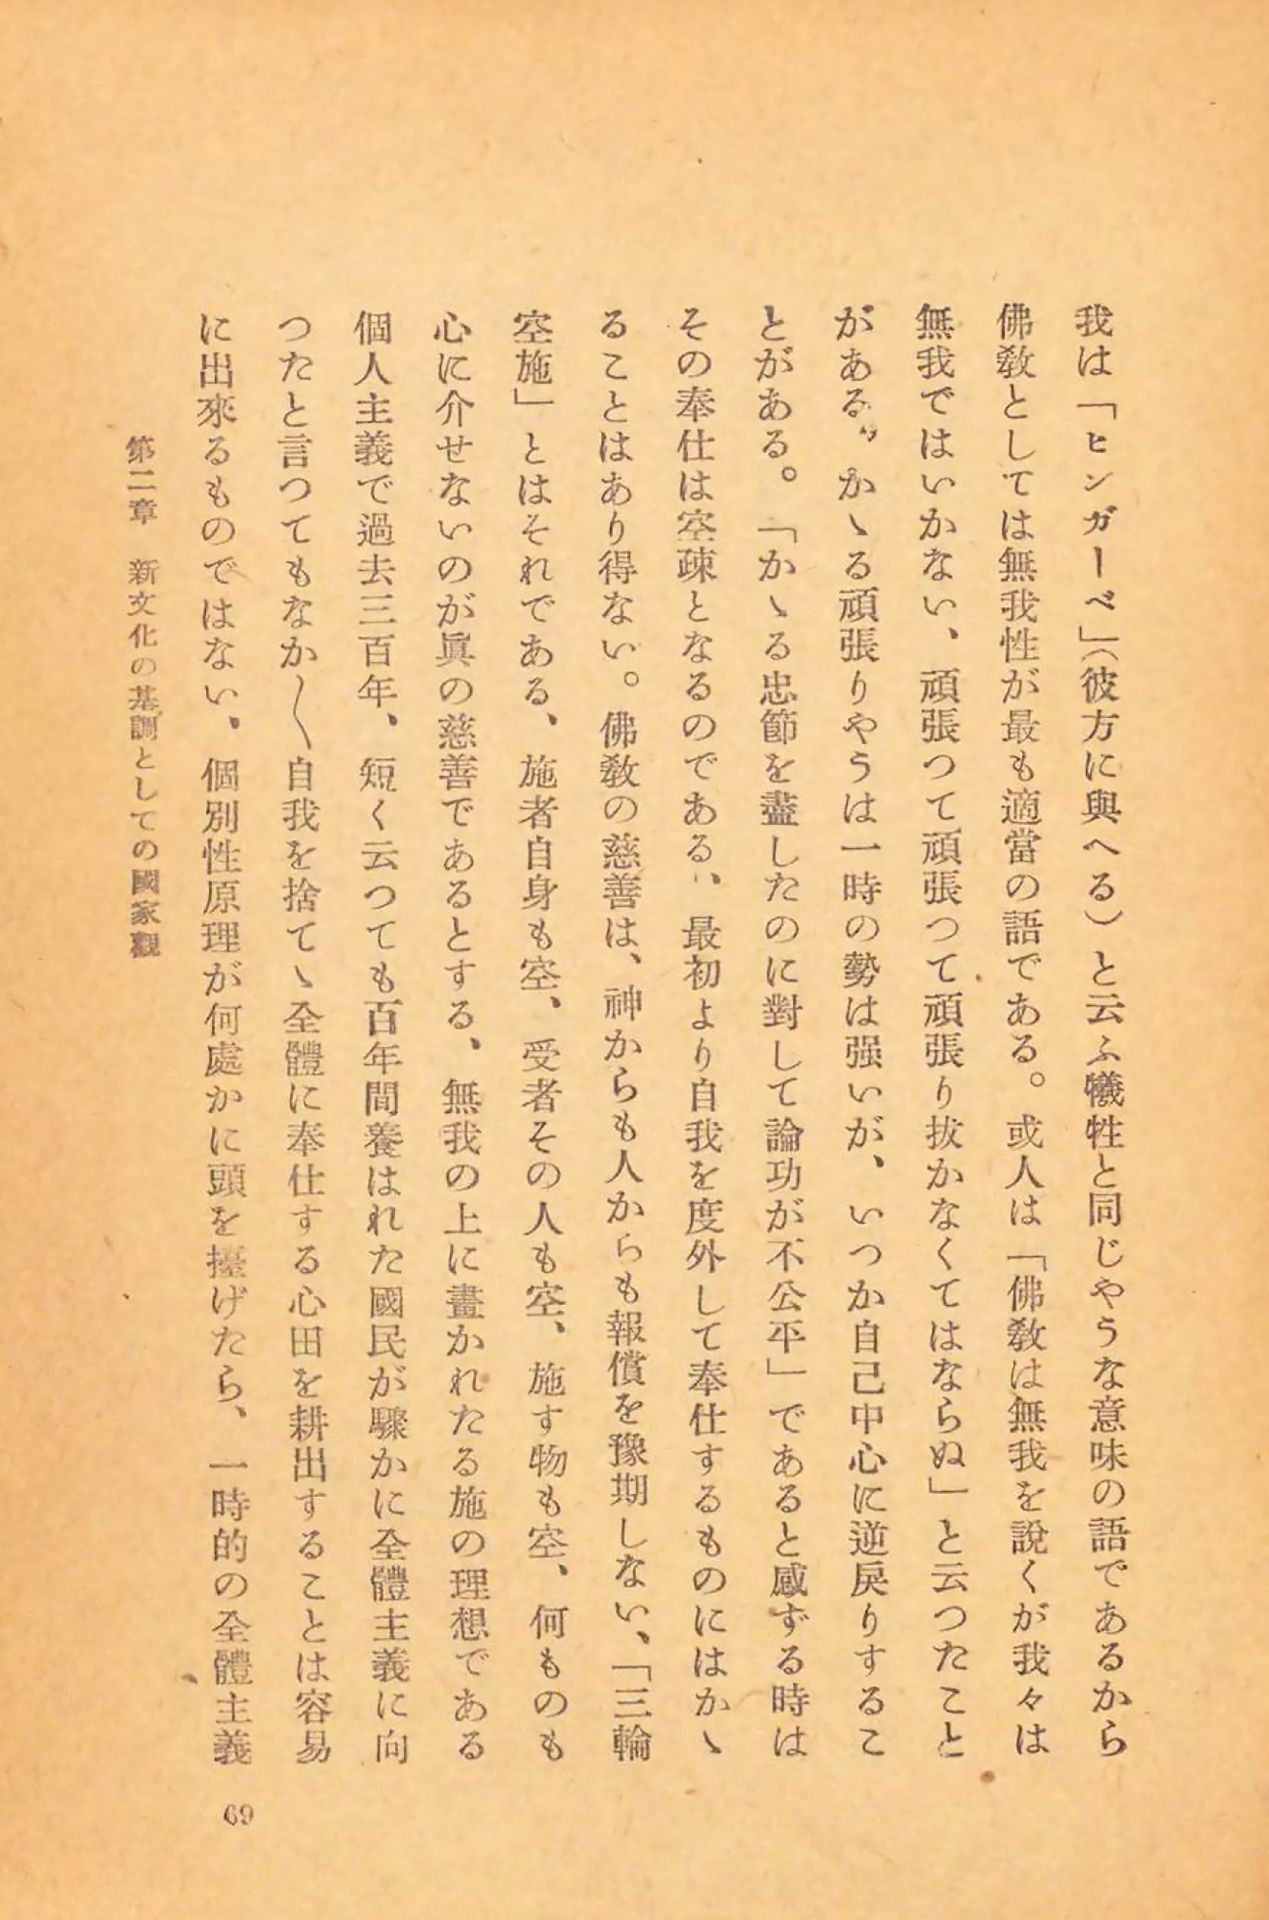 我は「ヒンガーベ」（彼方に與へる）と云ふ犧牲と同じやうな意味の語であるから
佛敎としては無我性が最も適當の語である。或人は「佛敎は無我を說くが我々は
無我ではいかない、頑張つて頑張つて頑張り拔かなくてはならぬ」と云つたこと
がある、かゝる頑張りやうは一時の勢は强いが、いつか自己中心に逆戾りするこ
とがある。「かゝる忠節を盡したのに對して論功が不公平」であると感ずる時は
その奉仕は空疎となるのである、最初より自我を度外して奉仕するものにはかゝ
ることはあり得ない。佛敎の慈善は、神からも人からも報償を豫期しない、「三輪
空施」とはそれである、施者自身も空、受者その人も空、施す物も空、何ものも
心に介せないのが眞の慈善であるとする、無我の上に畫かれたる施の理想である
個人主義で過去三百年、短く云つても百年間養はれた國民が驟かに全體主義に向
つたと言つてもなか〱自我を捨てゝ全體に奉仕する心田を耕出することは容易
に出來るものではない、個別性原理が何處かに頭を擡げたら、一時的の全體主義
第二章　新文化の基調としての國家觀
69